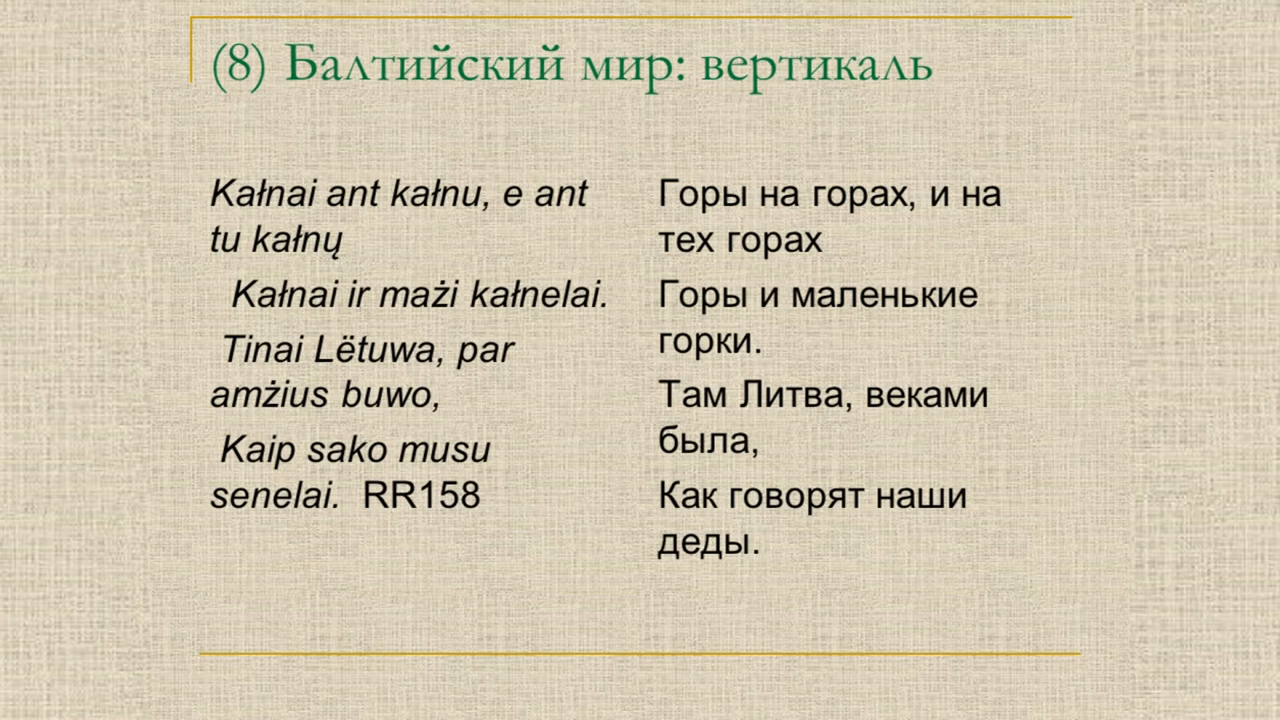 (8) Балтийский мир: вертикаль
Kałnai ant kałnu, e ant
tu kałnų
Kałnai ir mażi kałnelai.
Tinai Lëtuwa, par
amżius buwo,
Kaip sako musu
senelai. RR158
Горы на горах, и на
тех горах
Горы и маленькие
горки.
Там Литва, веками
была,
Как говорят наши
деды.